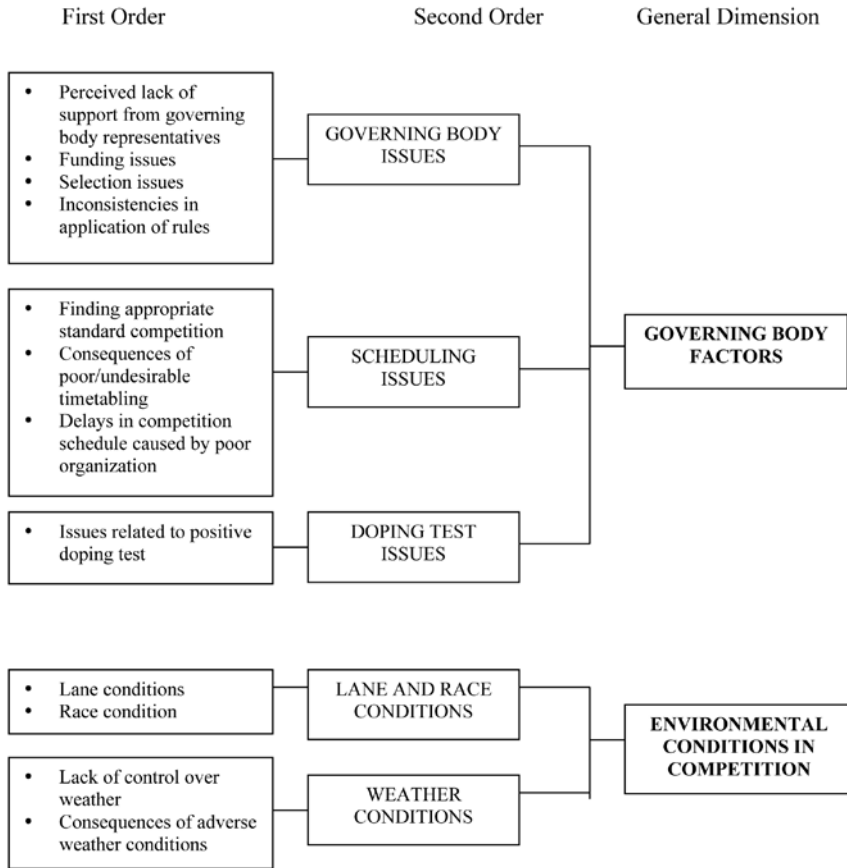 First Order
Second Order
General Dimension
• Perceived lack of
support from governing
body representatives
• Funding issues
• Selection issues
• Inconsistencies in
application of rules
GOVERNING BODY
ISSUES
• Finding appropriate
standard competition
• Consequences of
poor/undesirable
timetabling
• Delays in competition
schedule caused by poor
organization
SCHEDULING
ISSUES
GOVERNING BODY
FACTORS
• Issues related to positive
doping test
DOPING TEST
ISSUES
• Lane conditions
• Race condition
LANE AND RACE
CONDITIONS
ENVIRONMENTAL
CONDITIONS IN
COMPETITION
• Lack of control over
weather
• Consequences of adverse
weather conditions
WEATHER
CONDITIONS